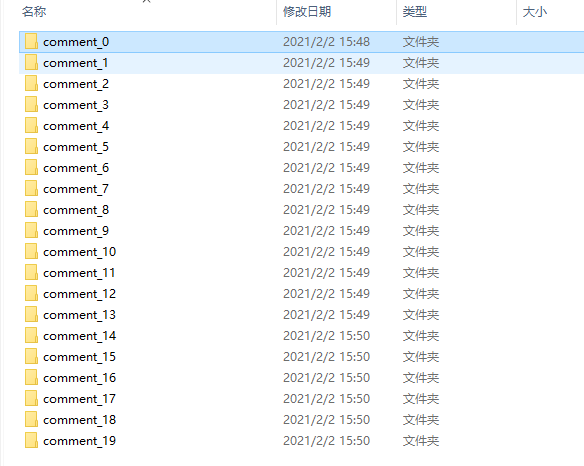 名称 修改日期 类型 大小
comment_0 2021/2/2 15:48 文件夹
comment_1 2021/2/2 15:49 文件夹
comment_2 2021/2/2 15:49 文件夹
comment_3 2021/2/2 15:49 文件夹
comment_4 2021/2/2 15:49 文件夹
comment_5 2021/2/2 15:49 文件夹
comment_6 2021/2/2 15:49 文件夹
comment_7 2021/2/2 15:49 文件夹
comment_8 2021/2/2 15:49 文件夹
comment_9 2021/2/2 15:49 文件夹
comment_10 2021/2/2 15:49 文件夹
comment_11 2021/2/2 15:49 文件夹
comment_12 2021/2/2 15:49 文件夹
comment_13 2021/2/2 15:49 文件夹
comment_14 2021/2/2 15:50 文件夹
comment_15 2021/2/2 15:50 文件夹
comment_16 2021/2/2 15:50 文件夹
comment_17 2021/2/2 15:50 文件夹
comment_18 2021/2/2 15:50 文件夹
comment_19 2021/2/2 15:50 文件夹